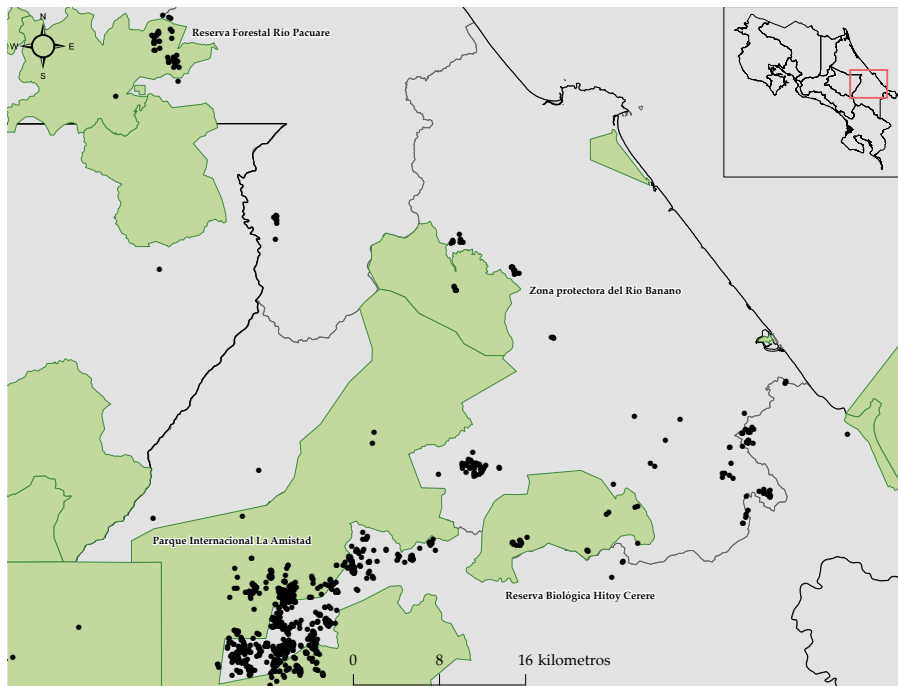 Reserva Forestal Río Pacuare
N
W
E
S
Zona protectora del Río Banano
Parque Internacional La Amistad
Reserva Biológica Hitoy Cerere
0
8
16 kilometros